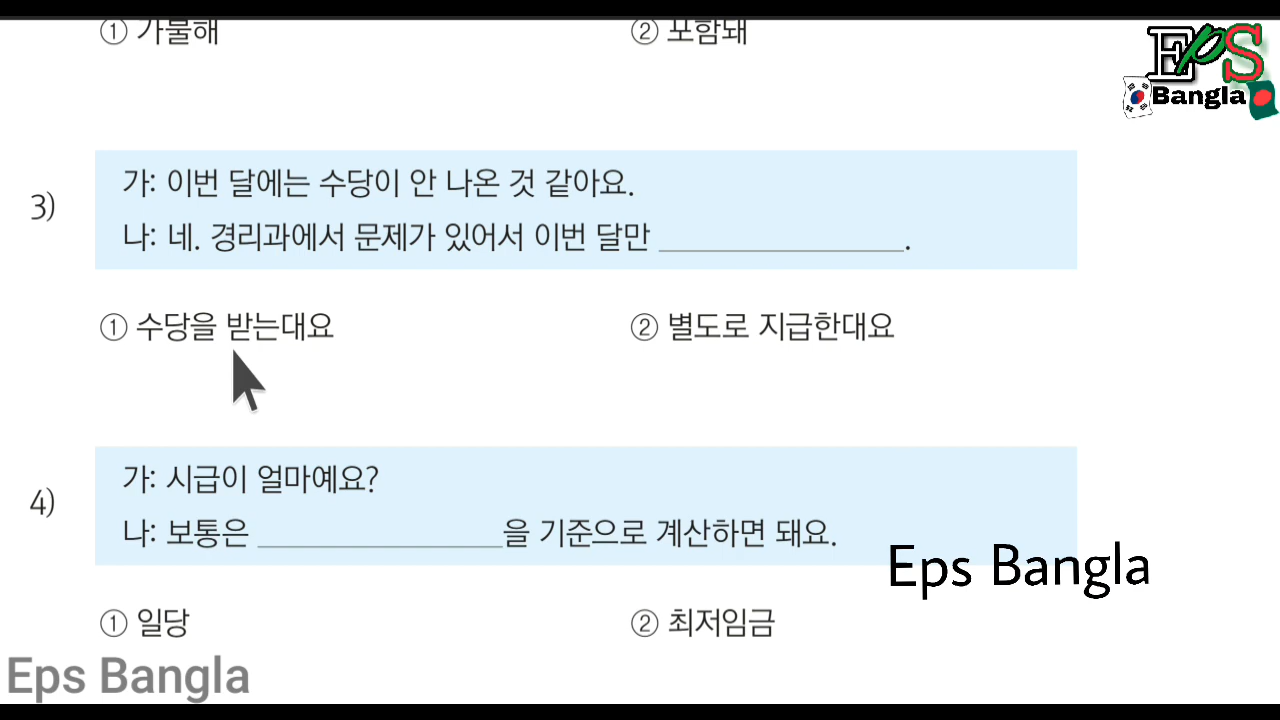 ① 가불해 ② 포함돼
EPS
Bangla
3)
가: 이번 달에는 수당이 안 나온 것 같아요.
나: 네. 경리과에서 문제가 있어서 이번 달만 ________________.
① 수당을 받는대요 ② 별도로 지급한대요
4)
가: 시급이 얼마예요?
나: 보통은 ________________을 기준으로 계산하면 돼요.
Eps Bangla
① 일당 ② 최저임금
Eps Bangla